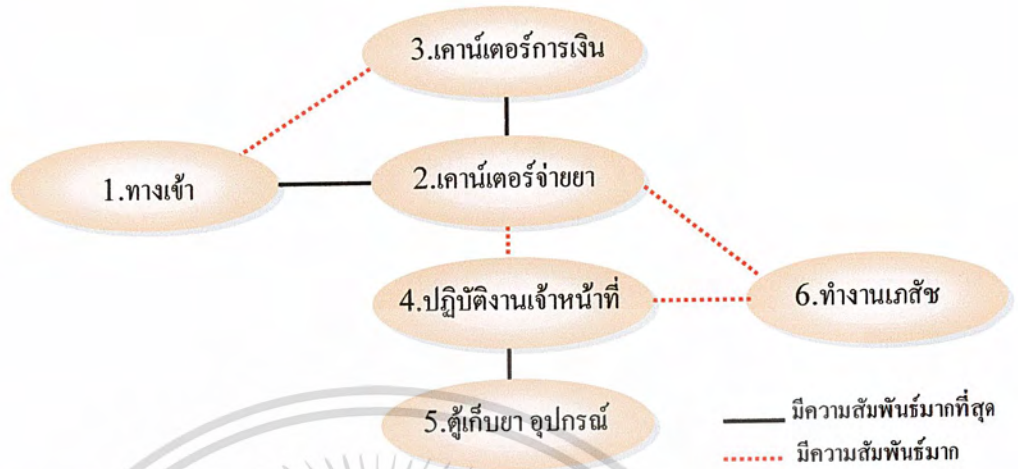 3.เคาน์เตอร์การเงิน
1.ทางเข้า
2.เคาน์เตอร์จ่ายยา
4.ปฏิบัติงานเจ้าหน้าที่
6.ทำงานเภสัช
5.ตู้เก็บยา อุปกรณ์
มีความสัมพันธ์มากที่สุด
มีความสัมพันธ์มาก